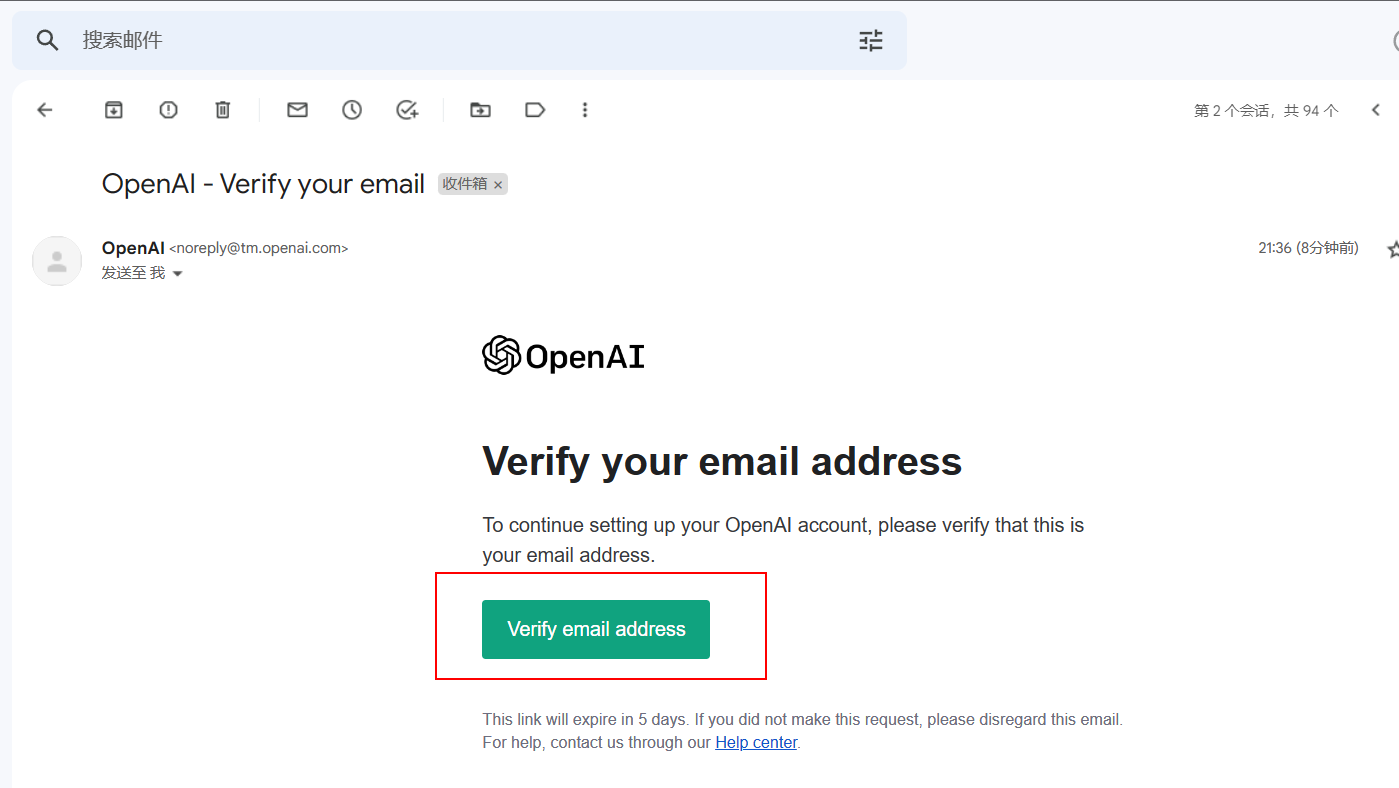 搜索邮件
第 2 个会话，共 94 个
OpenAI - Verify your email 收件箱 ×
OpenAI <noreply@tm.openai.com>
21:36 (8分钟前)
发送至 我
OpenAI
Verify your email address
To continue setting up your OpenAI account, please verify that this is
your email address.
Verify email address
This link will expire in 5 days. If you did not make this request, please disregard this email.
For help, contact us through our Help center.